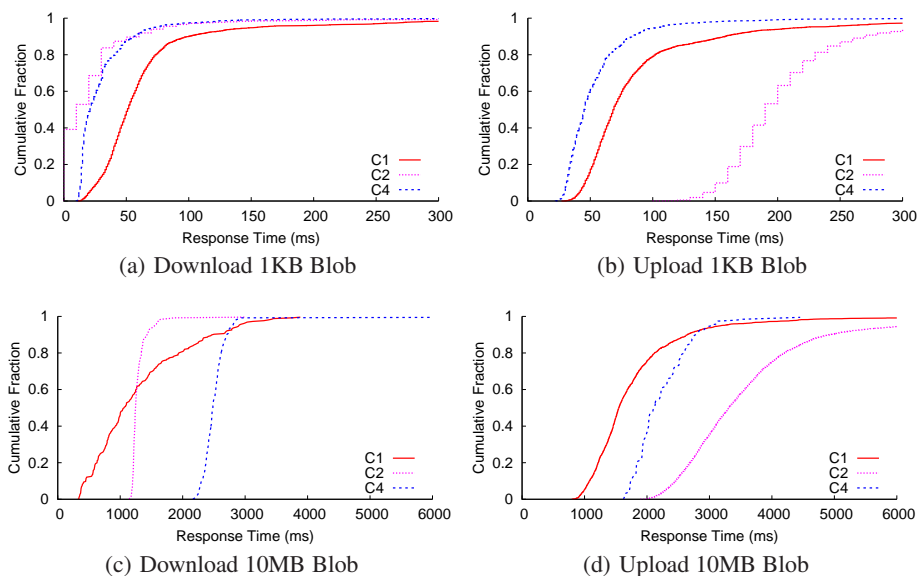 1
0.8
0.6
0.4
0.2
0
Cumulative Fraction
0 50 100 150 200 250 300
Response Time (ms)
C1
C2
C4
(a) Download 1KB Blob
1
0.8
0.6
0.4
0.2
0
Cumulative Fraction
0 50 100 150 200 250 300
Response Time (ms)
C1
C2
C4
(b) Upload 1KB Blob
1
0.8
0.6
0.4
0.2
0
Cumulative Fraction
0 1000 2000 3000 4000 5000 6000
Response Time (ms)
C1
C2
C4
(c) Download 10MB Blob
1
0.8
0.6
0.4
0.2
0
Cumulative Fraction
0 1000 2000 3000 4000 5000 6000
Response Time (ms)
C1
C2
C4
(d) Upload 10MB Blob